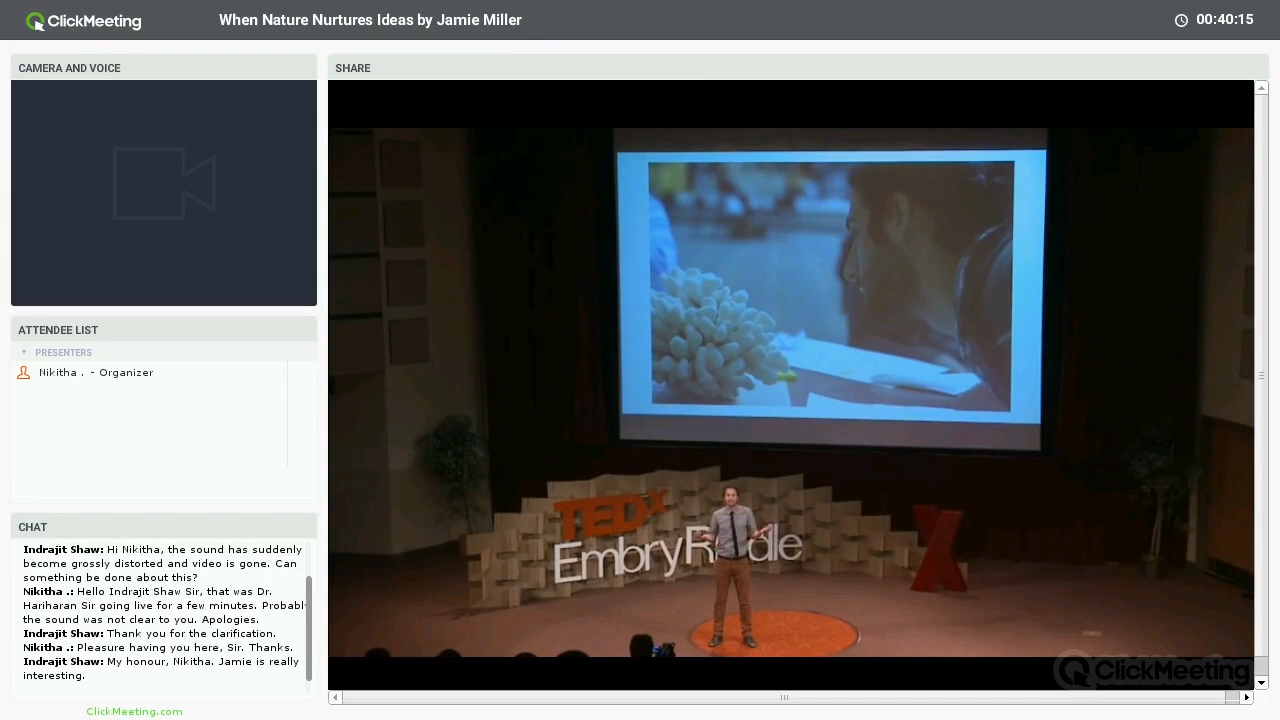 ClickMeeting
When Nature Nurtures Ideas by Jamie Miller
00:40:15
CAMERA AND VOICE
SHARE
ATTENDEE LIST
PRESENTERS
Nikitha . - Organizer
CHAT
Indrajit Shaw: Hi Nikitha, the sound has suddenly
become grossly distorted and video is gone. Can
something be done about this?
Nikitha .: Hello Indrajit Shaw Sir, that was Dr.
Hariharan Sir going live for a few minutes. Probabl
the sound was not clear to you. Apologies.
Indrajit Shaw: Thank you for the clarification.
Nikitha .: Pleasure having you here, Sir. Thanks.
Indrajit Shaw: My honour, Nikitha. Jamie is really
interesting.
ClickMeeting.com
TEDx
EmbryR ddle
X
ClickMeeting